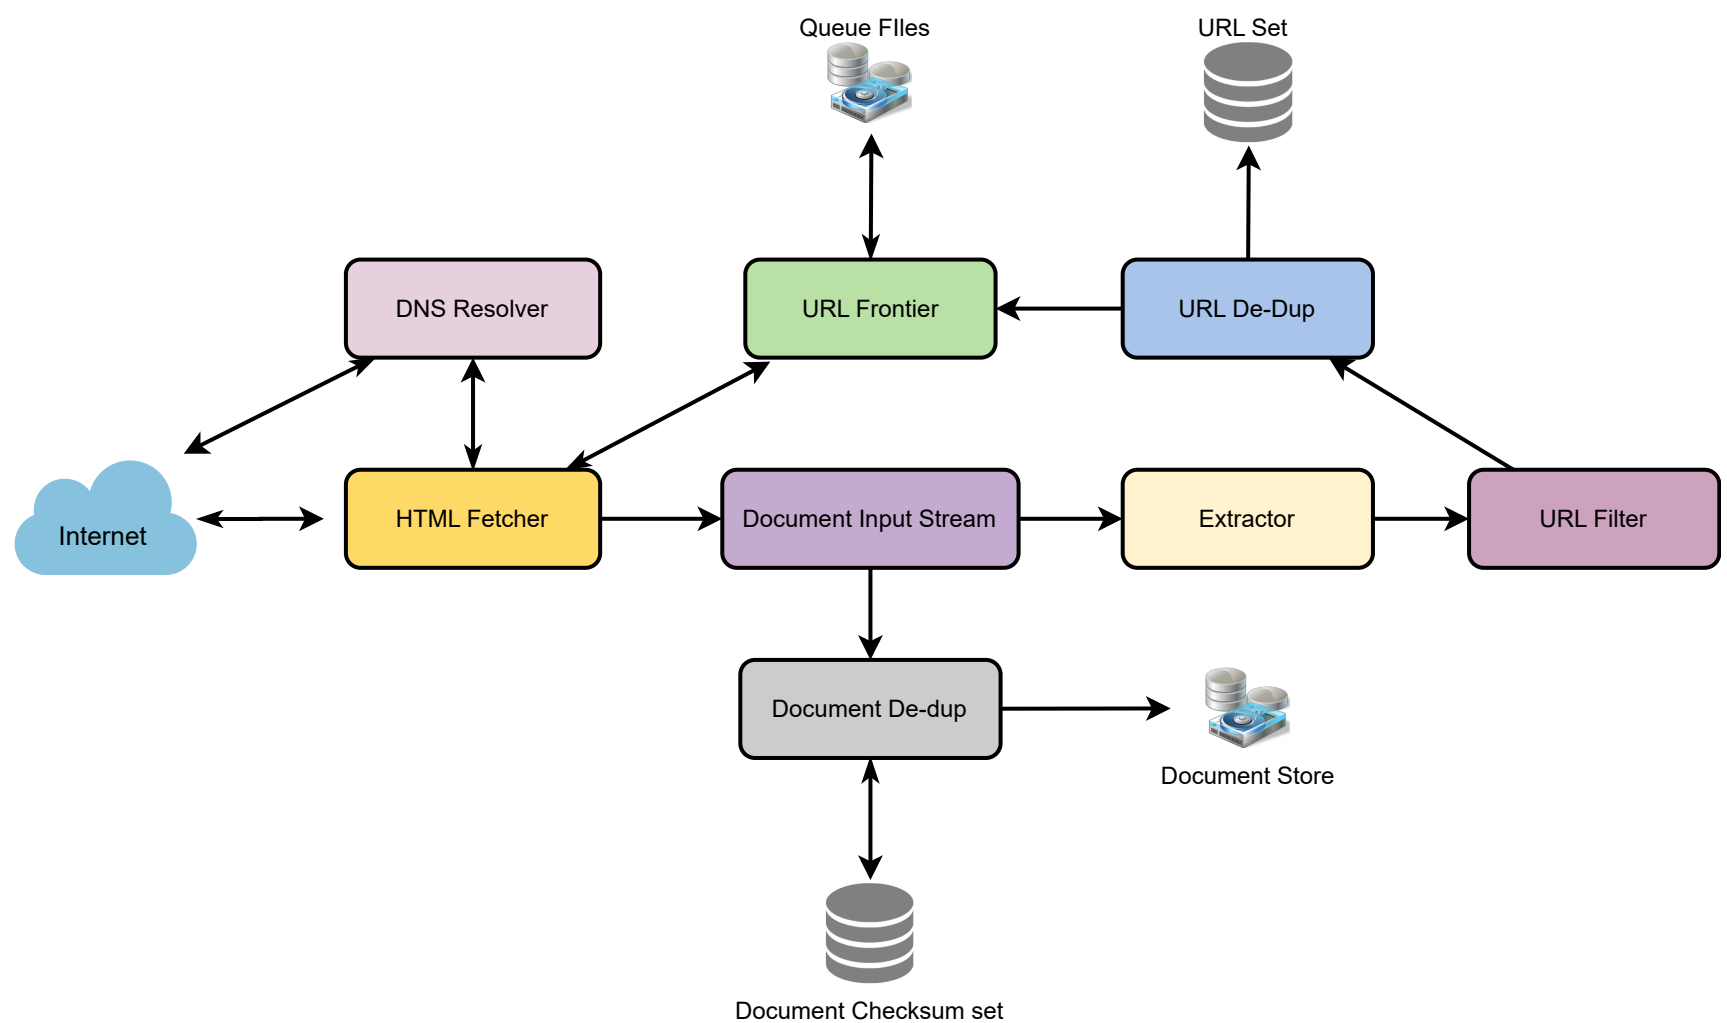 Queue FIles
URL Set
DNS Resolver
URL Frontier
URL De-Dup
Internet
HTML Fetcher
Document Input Stream
Extractor
URL Filter
Document De-dup
Document Store
Document Checksum set